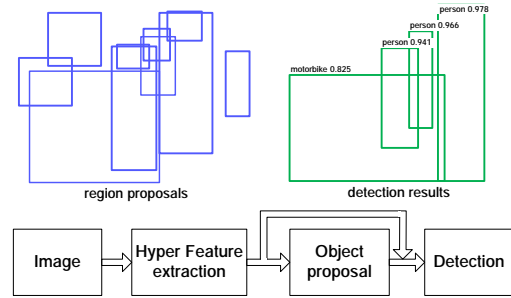 person 0.978
person 0.966
person 0.941
motorbike 0.825
region proposals
detection results
Image
Hyper Feature
extraction
Object
proposal
Detection